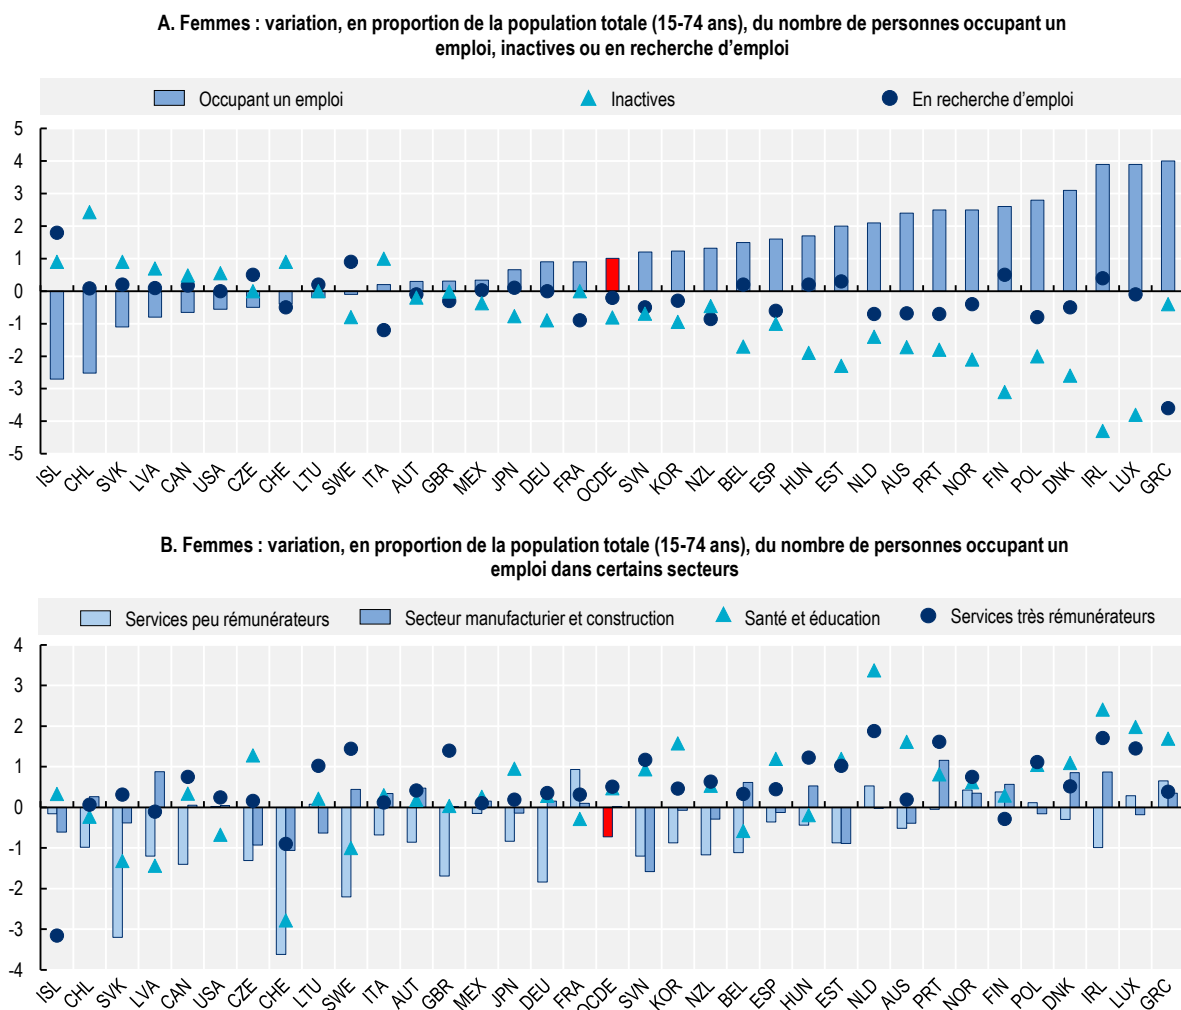 A. Femmes : variation, en proportion de la population totale (15-74 ans), du nombre de personnes occupant un
emploi, inactives ou en recherche d’emploi
Occupant un emploi Inactives En recherche d’emploi
5
4
3
2
1
0
-1
-2
-3
-4
-5
ISL CHL SVK LVA CAN USA CZE CHE LTU SWE ITA AUT GBR MEX JPN DEU FRA OCDE SVN KOR NZL BEL ESP HUN EST NLD AUS PRT NOR FIN POL DNK IRL LUX GRC
B. Femmes : variation, en proportion de la population totale (15-74 ans), du nombre de personnes occupant un
emploi dans certains secteurs
Services peu rémunérateurs Secteur manufacturier et construction Santé et éducation Services très rémunérateurs
4
3
2
1
0
-1
-2
-3
-4
ISL CHL SVK LVA CAN USA CZE CHE LTU SWE ITA AUT GBR MEX JPN DEU FRA OCDE SVN KOR NZL BEL ESP HUN EST NLD AUS PRT NOR FIN POL DNK IRL LUX GRC